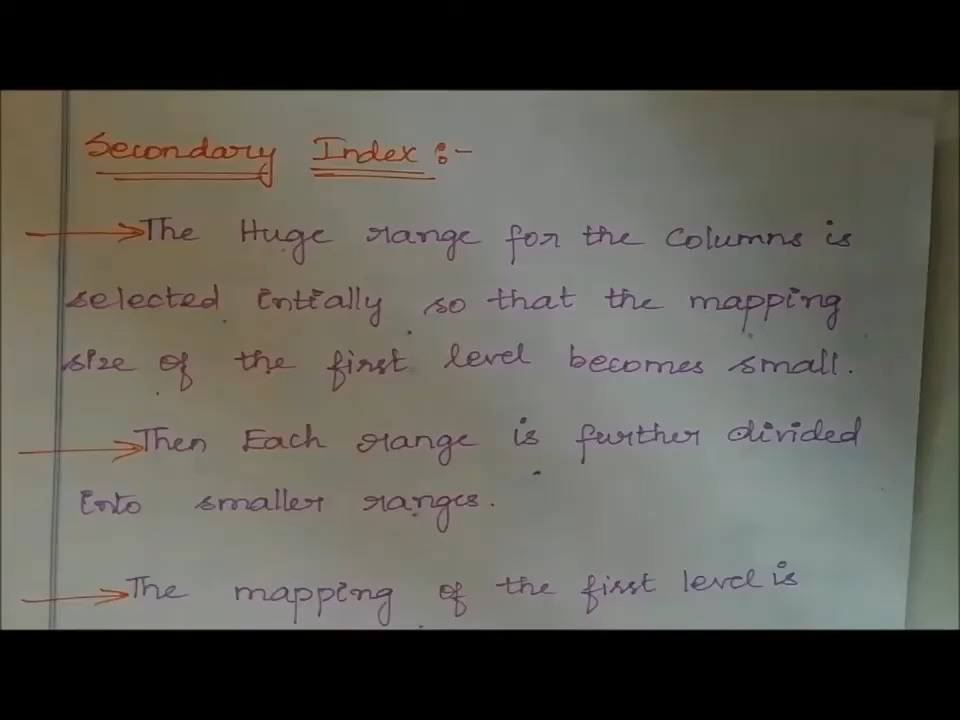 Secondary Index :-
The Huge range for the columns is
selected intially so that the mapping
size of the first level becomes small.
Then Each range is further divided
into smaller ranges.
The mapping of the first level is